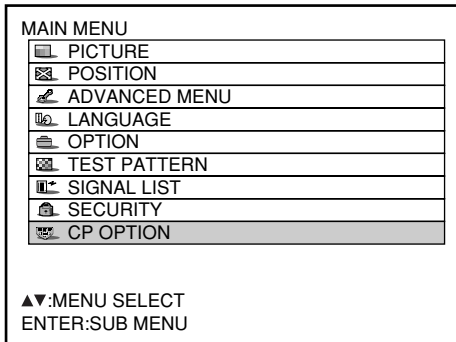 MAIN MENU
PICTURE
POSITION
ADVANCED MENU
LANGUAGE
OPTION
TEST PATTERN
SIGNAL LIST
SECURITY
CP OPTION
▲▼:MENU SELECT
ENTER:SUB MENU